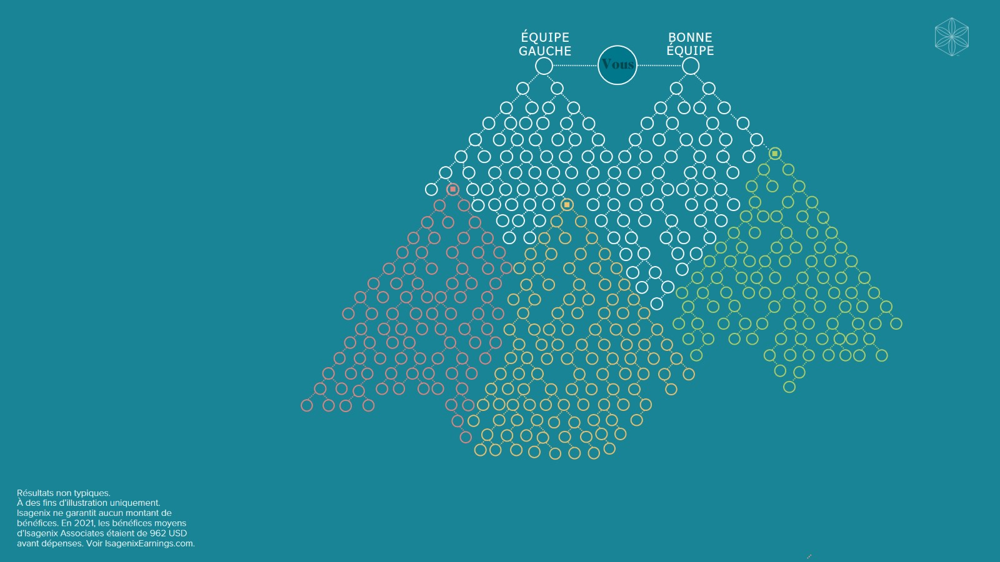 ÉQUIPE
GAUCHE
BONNE
ÉQUIPE
Vous
Résultats non typiques.
À des fins d'illustration uniquement.
Isagenix ne garantit aucun montant de
bénéfices. En 2021, les bénéfices moyens
d'Isagenix Associates étaient de 962 USD
avant dépenses. Voir IsagenixEarnings.com.